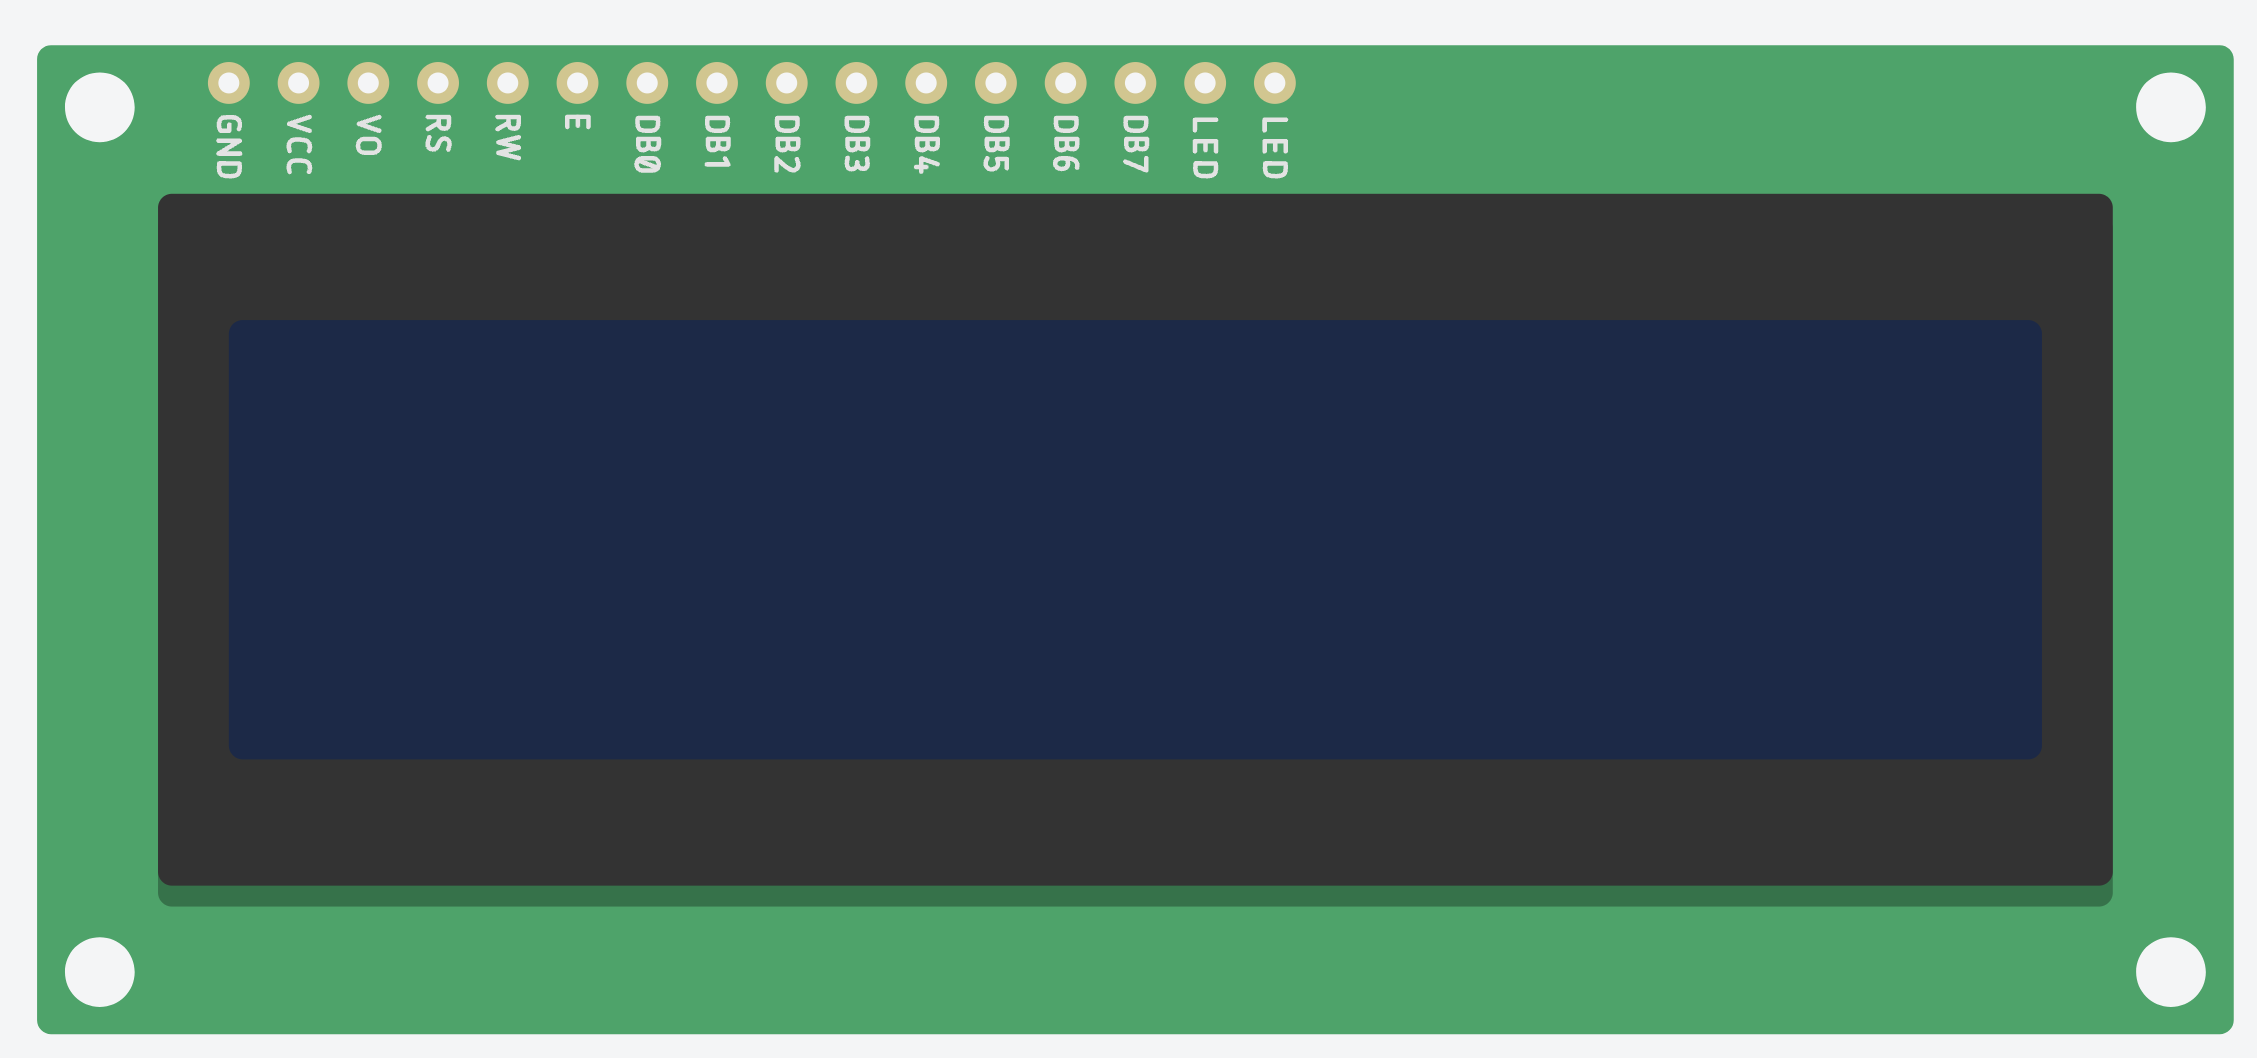 GND VCC VO RS RW E DB0 DB1 DB2 DB3 DB4 DB5 DB6 DB7 LED LED